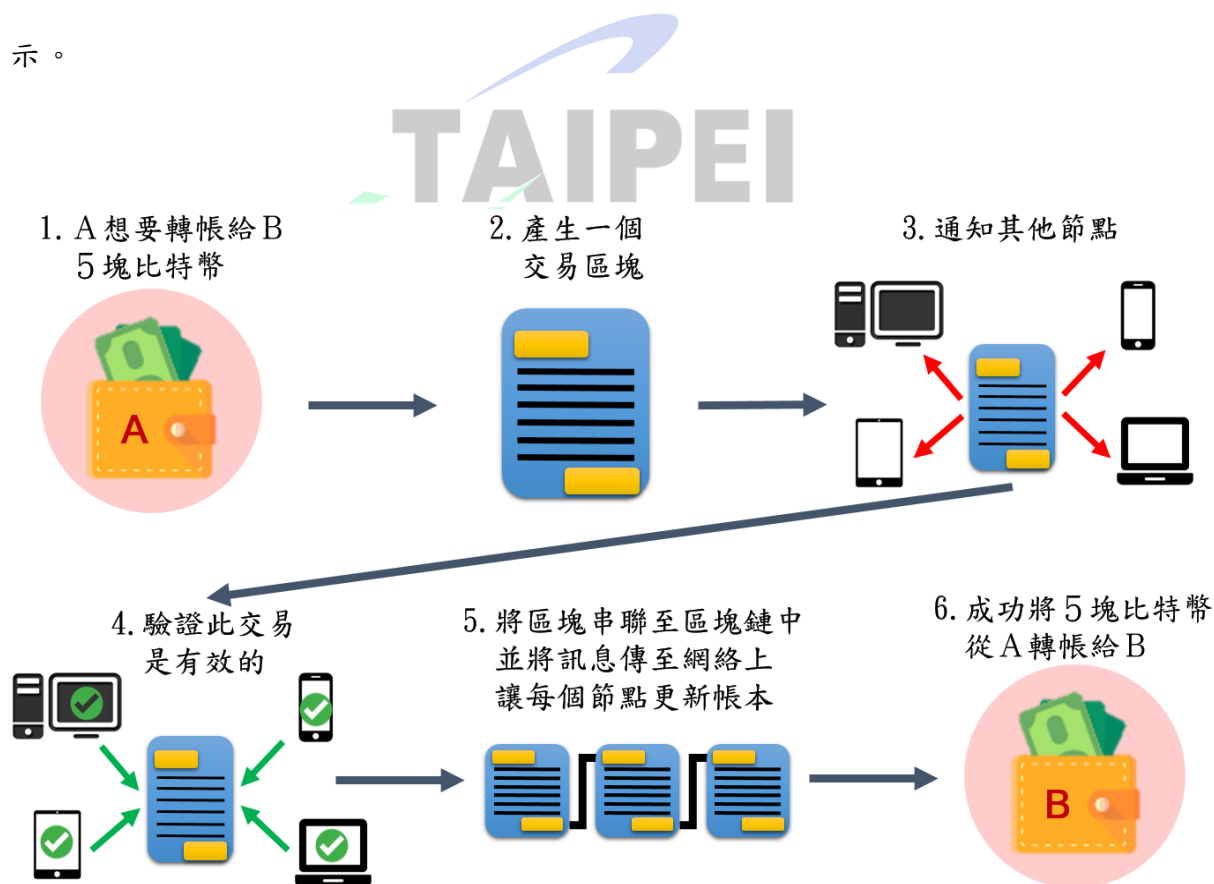 示。
TAIPEI
1. A想要轉帳給B
5塊比特幣
2. 產生一個
交易區塊
3. 通知其他節點
A
4. 驗證此交易
是有效的
5. 將區塊串聯至區塊鏈中
並將訊息傳至網絡上
讓每個節點更新帳本
6. 成功將5塊比特幣
從A轉帳給B
B